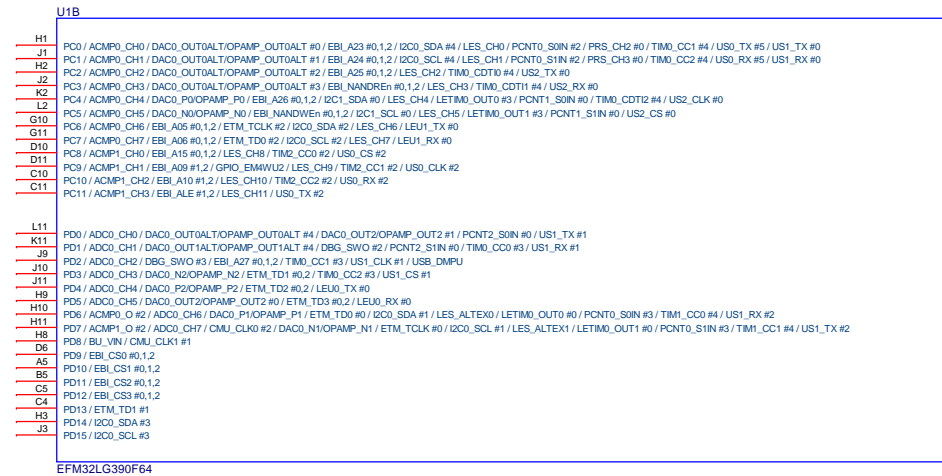 U1B
H1 PC0 / ACMP0_CH0 / DAC0_OUT0ALT/OPAMP_OUT0ALT #0 / EBI_A23 #0,1,2 / I2C0_SDA #4 / LES_CH0 / PCNT0_S0IN #2 / PRS_CH2 #0 / TIM0_CC1 #4 / US0_TX #5 / US1_TX #0
J1 PC1 / ACMP0_CH1 / DAC0_OUT0ALT/OPAMP_OUT0ALT #1 / EBI_A24 #0,1,2 / I2C0_SCL #4 / LES_CH1 / PCNT0_S1IN #2 / PRS_CH3 #0 / TIM0_CC2 #4 / US0_RX #5 / US1_RX #0
H2 PC2 / ACMP0_CH2 / DAC0_OUT0ALT/OPAMP_OUT0ALT #2 / EBI_A25 #0,1,2 / LES_CH2 / TIM0_CDTI0 #4 / US2_TX #0
J2 PC3 / ACMP0_CH3 / DAC0_OUT0ALT/OPAMP_OUT0ALT #3 / EBI_NANDREn #0,1,2 / LES_CH3 / TIM0_CDTI1 #4 / US2_RX #0
K2 PC4 / ACMP0_CH4 / DAC0_P0/OPAMP_P0 / EBI_A26 #0,1,2 / I2C1_SDA #0 / LES_CH4 / LETIM0_OUT0 #3 / PCNT1_S0IN #0 / TIM0_CDTI2 #4 / US2_CLK #0
L2 PC5 / ACMP0_CH5 / DAC0_N0/OPAMP_N0 / EBI_NANDWEn #0,1,2 / I2C1_SCL #0 / LES_CH5 / LETIM0_OUT1 #3 / PCNT1_S1IN #0 / US2_CS #0
G10 PC6 / ACMP0_CH6 / EBI_A05 #0,1,2 / ETM_TCLK #2 / I2C0_SDA #2 / LES_CH6 / LEU1_TX #0
G11 PC7 / ACMP0_CH7 / EBI_A06 #0,1,2 / ETM_TD0 #2 / I2C0_SCL #2 / LES_CH7 / LEU1_RX #0
D10 PC8 / ACMP1_CH0 / EBI_A15 #0,1,2 / LES_CH8 / TIM2_CC0 #2 / US0_CS #2
D11 PC9 / ACMP1_CH1 / EBI_A09 #1,2 / GPIO_EM4WU2 / LES_CH9 / TIM2_CC1 #2 / US0_CLK #2
C10 PC10 / ACMP1_CH2 / EBI_A10 #1,2 / LES_CH10 / TIM2_CC2 #2 / US0_RX #2
C11 PC11 / ACMP1_CH3 / EBI_ALE #1,2 / LES_CH11 / US0_TX #2
L11 PD0 / ADC0_CH0 / DAC0_OUT0ALT/OPAMP_OUT0ALT #4 / DAC0_OUT2/OPAMP_OUT2 #1 / PCNT2_S0IN #0 / US1_TX #1
K11 PD1 / ADC0_CH1 / DAC0_OUT1ALT/OPAMP_OUT1ALT #4 / DBG_SWO #2 / PCNT2_S1IN #0 / TIM0_CC0 #3 / US1_RX #1
J9 PD2 / ADC0_CH2 / DBG_SWO #3 / EBI_A27 #0,1,2 / TIM0_CC1 #3 / US1_CLK #1 / USB_DMPU
J10 PD3 / ADC0_CH3 / DAC0_N2/OPAMP_N2 / ETM_TD1 #0,2 / TIM0_CC2 #3 / US1_CS #1
J11 PD4 / ADC0_CH4 / DAC0_P2/OPAMP_P2 / ETM_TD2 #0,2 / LEU0_TX #0
H9 PD5 / ADC0_CH5 / DAC0_OUT2/OPAMP_OUT2 #0 / ETM_TD3 #0,2 / LEU0_RX #0
H10 PD6 / ACMP0_O #2 / ADC0_CH6 / DAC0_P1/OPAMP_P1 / ETM_TD0 #0 / I2C0_SDA #1 / LES_ALTEX0 / LETIM0_OUT0 #0 / PCNT0_S0IN #3 / TIM1_CC0 #4 / US1_RX #2
H11 PD7 / ACMP1_O #2 / ADC0_CH7 / CMU_CLK0 #2 / DAC0_N1/OPAMP_N1 / ETM_TCLK #0 / I2C0_SCL #1 / LES_ALTEX1 / LETIM0_OUT1 #0 / PCNT0_S1IN #3 / TIM1_CC1 #4 / US1_TX #2
H8 PD8 / BU_VIN / CMU_CLK1 #1
D6 PD9 / EBI_CS0 #0,1,2
A5 PD10 / EBI_CS1 #0,1,2
B5 PD11 / EBI_CS2 #0,1,2
C5 PD12 / EBI_CS3 #0,1,2
C4 PD13 / ETM_TD1 #1
H3 PD14 / I2C0_SDA #3
J3 PD15 / I2C0_SCL #3
EFM32LG390F64